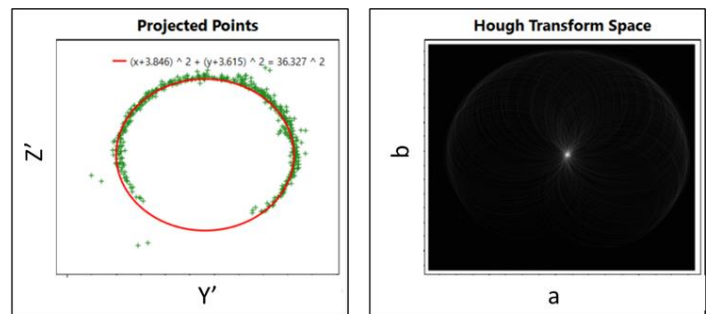 Projected Points
(x+3.846) ^ 2 + (y+3.615) ^ 2 = 36.327 ^ 2
Z’
Y’
Hough Transform Space
b
a